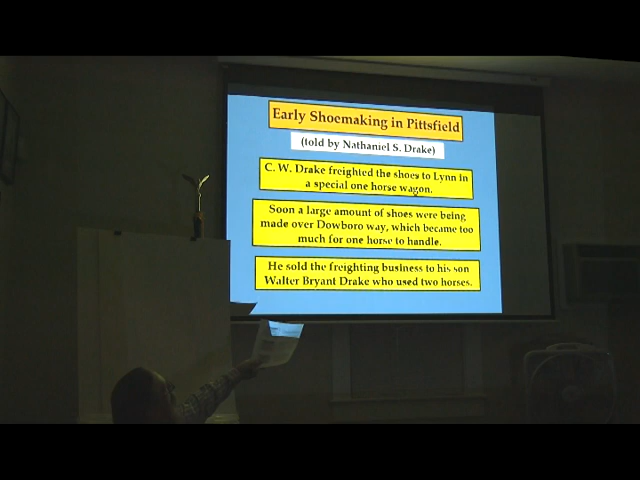 Early Shoemaking in Pittsfield
(told by Nathaniel S. Drake)
C. W. Drake freighted the shoes to Lynn in
a special one horse wagon.
Soon a large amount of shoes were being
made over Dowboro way, which became too
much for one horse to handle.
He sold the freighting business to his son
Walter Bryant Drake who used two horses.